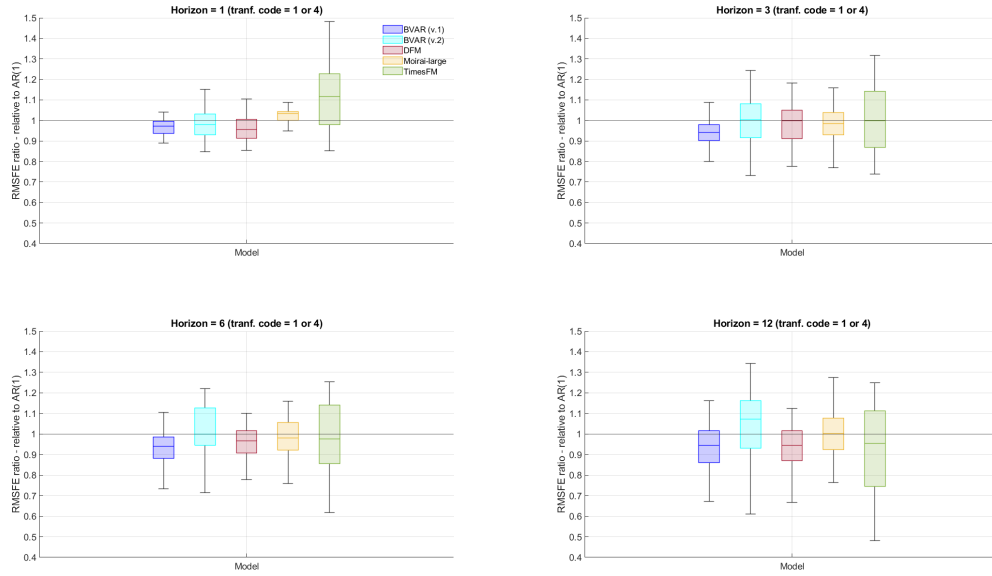 Horizon = 1 (tranf. code = 1 or 4)
RMSFE ratio - relative to AR(1)
1.5
1.4
1.3
1.2
1.1
1
0.9
0.8
0.7
0.6
0.5
0.4
BVAR (v.1)
BVAR (v.2)
DFM
Moirai-large
TimesFM
Model
Horizon = 3 (tranf. code = 1 or 4)
RMSFE ratio - relative to AR(1)
1.5
1.4
1.3
1.2
1.1
1
0.9
0.8
0.7
0.6
0.5
0.4
Model
Horizon = 6 (tranf. code = 1 or 4)
RMSFE ratio - relative to AR(1)
1.5
1.4
1.3
1.2
1.1
1
0.9
0.8
0.7
0.6
0.5
0.4
Model
Horizon = 12 (tranf. code = 1 or 4)
RMSFE ratio - relative to AR(1)
1.5
1.4
1.3
1.2
1.1
1
0.9
0.8
0.7
0.6
0.5
0.4
Model